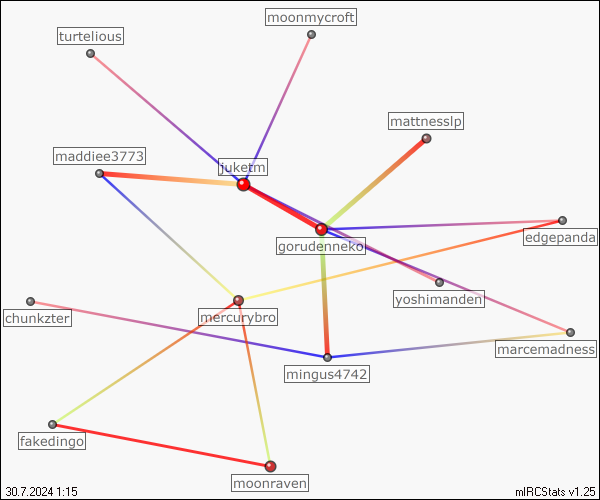 moonmycroft
turtelious
mattnesslp
maddiee3773
juketm
edgepanda
gorudenneko
yoshimanden
mercurybro
chunkzter
marcemadness
mingus4742
fakedingo
moonraven
30.7.2024 1:15
mIRCStats v1.25